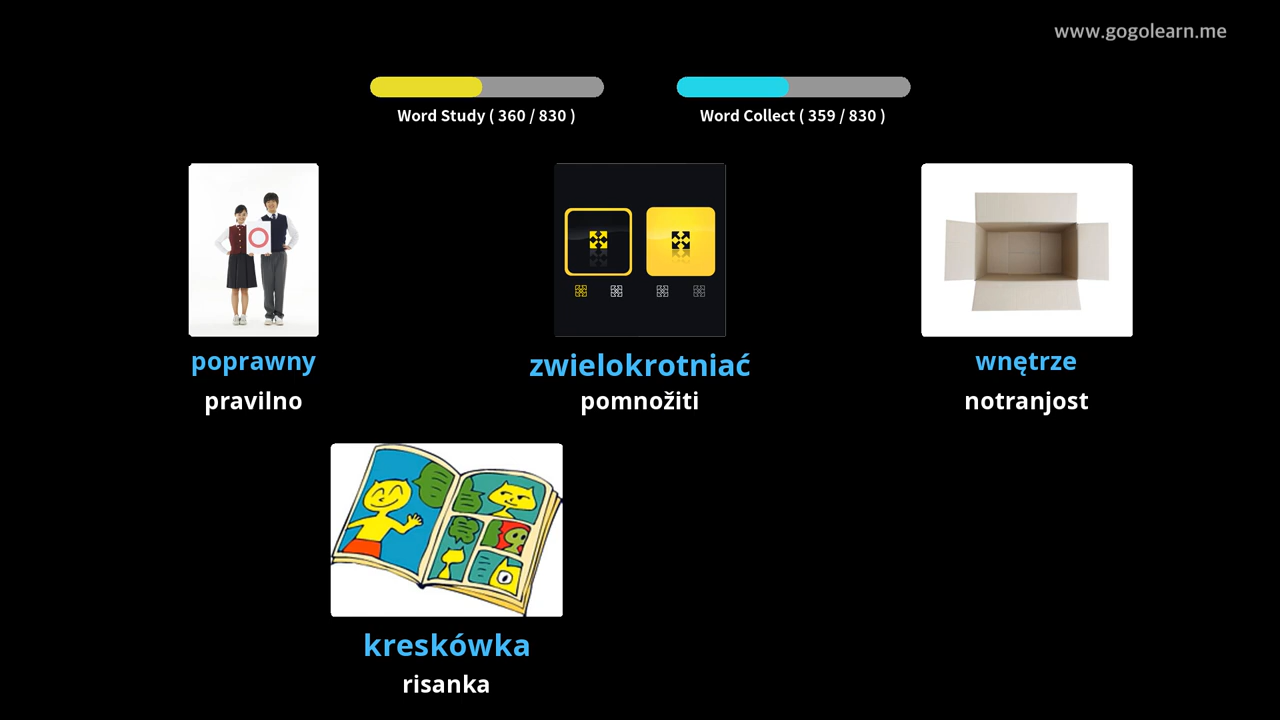 www.gogolearn.me
Word Study ( 360 / 830 )
Word Collect ( 359 / 830 )
poprawny
pravilno
zwielokrotniać
pomnožiti
wnętrze
notranjost
kreskówka
risanka